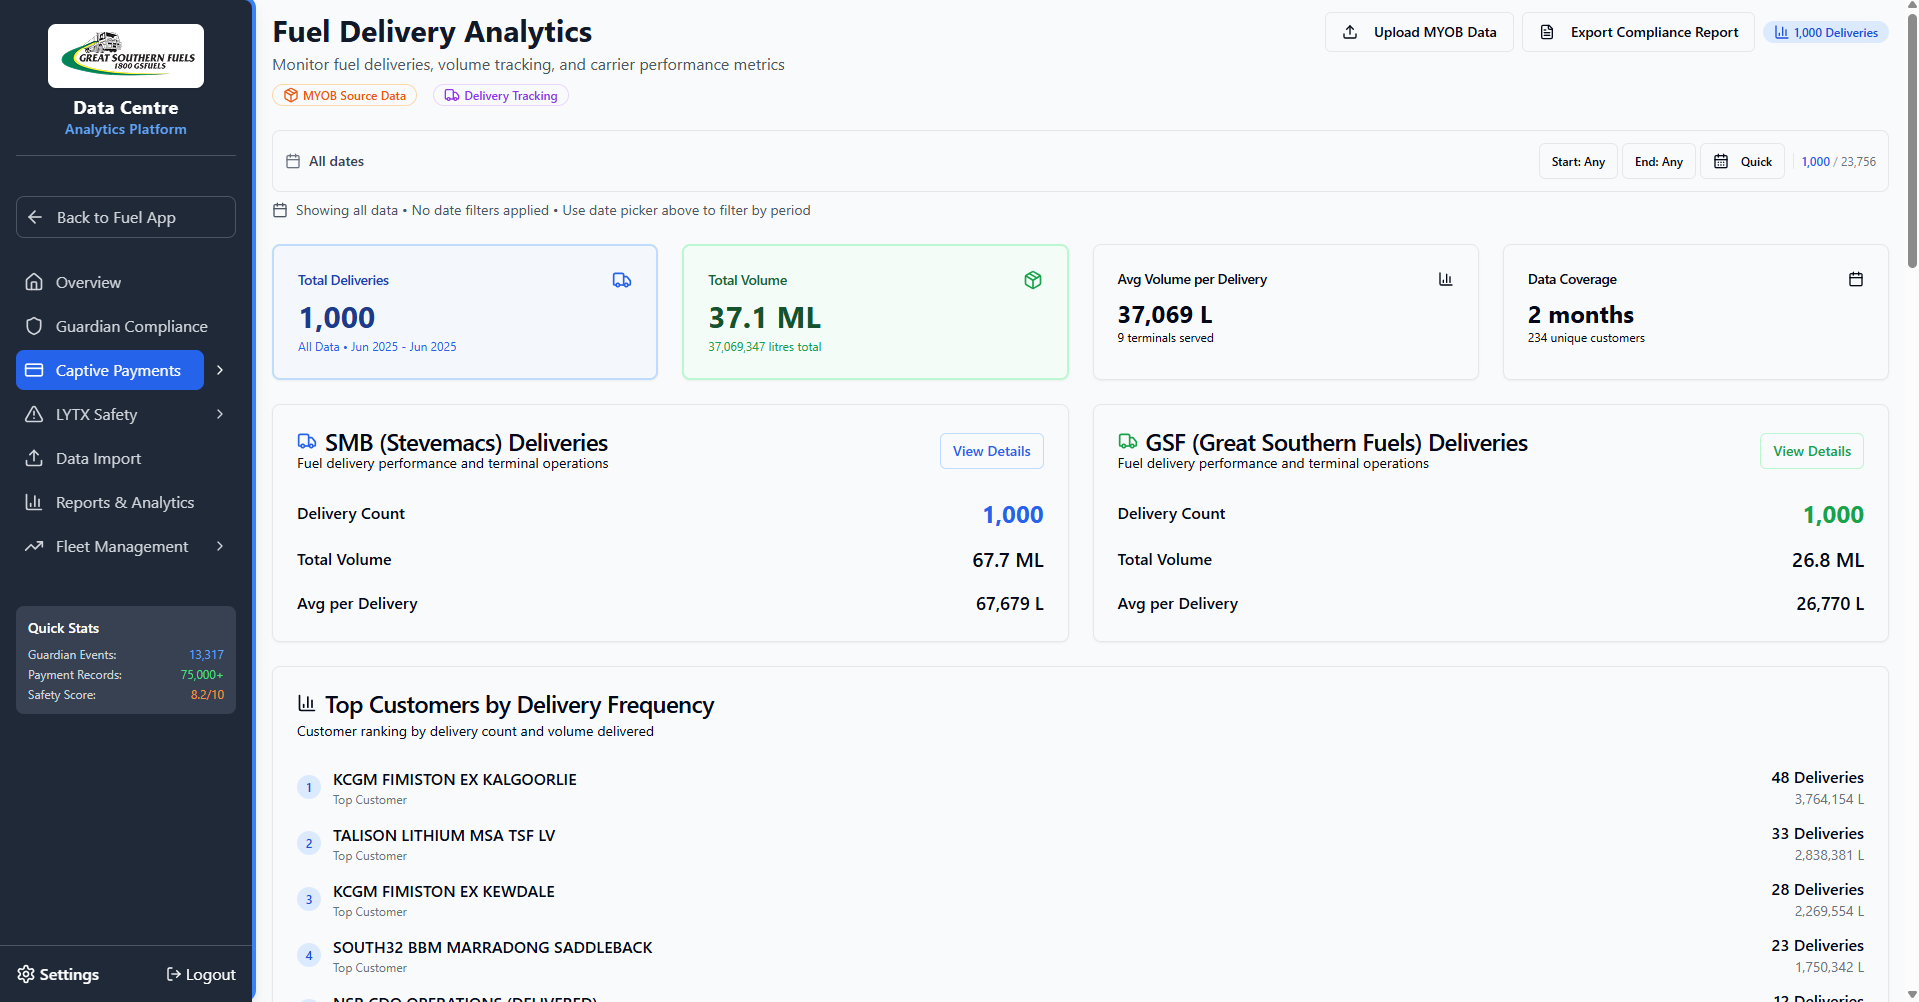 GREAT SOUTHERN FUELS
1800 GSFUELS
Data Centre
Analytics Platform
Back to Fuel App
Overview
Guardian Compliance
Captive Payments
LYTX Safety
Data Import
Reports & Analytics
Fleet Management
Quick Stats
Guardian Events: 13,317
Payment Records: 75,000+
Safety Score: 8.2/10
Settings Logout
Fuel Delivery Analytics
Monitor fuel deliveries, volume tracking, and carrier performance metrics
MYOB Source Data Delivery Tracking
Upload MYOB Data Export Compliance Report 1,000 Deliveries
All dates
Start: Any End: Any Quick 1,000 / 23,756
Showing all data • No date filters applied • Use date picker above to filter by period
Total Deliveries
1,000
All Data • Jun 2025 - Jun 2025
Total Volume
37.1 ML
37,069,347 litres total
Avg Volume per Delivery
37,069 L
9 terminals served
Data Coverage
2 months
234 unique customers
SMB (Stevemacs) Deliveries
Fuel delivery performance and terminal operations
View Details
Delivery Count 1,000
Total Volume 67.7 ML
Avg per Delivery 67,679 L
GSF (Great Southern Fuels) Deliveries
Fuel delivery performance and terminal operations
View Details
Delivery Count 1,000
Total Volume 26.8 ML
Avg per Delivery 26,770 L
Top Customers by Delivery Frequency
Customer ranking by delivery count and volume delivered
1 KCGM FIMISTON EX KALGOORLIE 48 Deliveries
Top Customer 3,764,154 L
2 TALISON LITHIUM MSA TSF LV 33 Deliveries
Top Customer 2,838,381 L
3 KCGM FIMISTON EX KEWDALE 28 Deliveries
Top Customer 2,269,554 L
4 SOUTH32 BBM MARRADONG SADDLEBACK 23 Deliveries
Top Customer 1,750,342 L
NSR CDO OPERATIONS (DELIVERED) 12 Deliveries